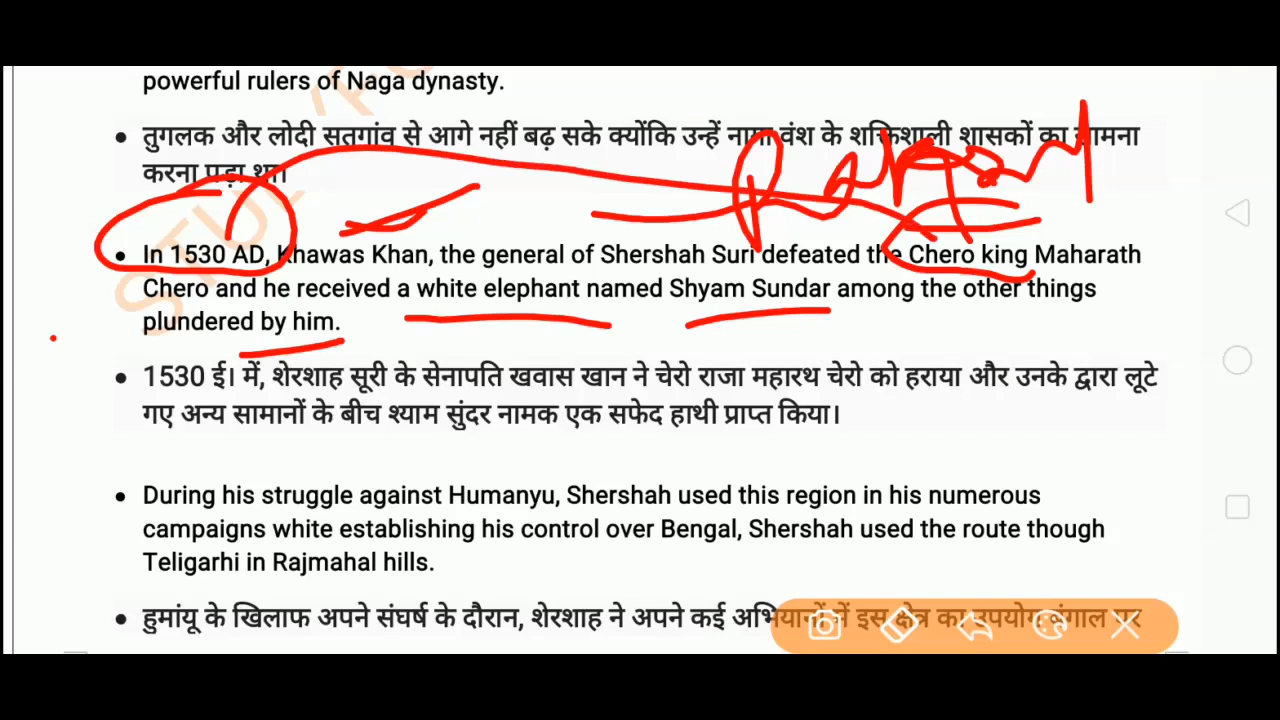 powerful rulers of Naga dynasty.
• तुगलक और लोदी सतगांव से आगे नहीं बढ़ सके क्योंकि उन्हें नागा वंश के शक्तिशाली शासकों का सामना
करना पड़ा था।
• In 1530 AD, Khawas Khan, the general of Shershah Suri defeated the Chero king Maharath
Chero and he received a white elephant named Shyam Sundar among the other things
plundered by him.
• 1530 ई। में, शेरशाह सूरी के सेनापति खवास खान ने चेरो राजा महारथ चेरो को हराया और उनके द्वारा लूटे
गए अन्य सामानों के बीच श्याम सुंदर नामक एक सफेद हाथी प्राप्त किया।
• During his struggle against Humanyu, Shershah used this region in his numerous
campaigns white establishing his control over Bengal, Shershah used the route though
Teligarhi in Rajmahal hills.
• हुमांयू के खिलाफ अपने संघर्ष के दौरान, शेरशाह ने अपने कई अभियानों में इस क्षेत्र का उपयोग बंगाल पर